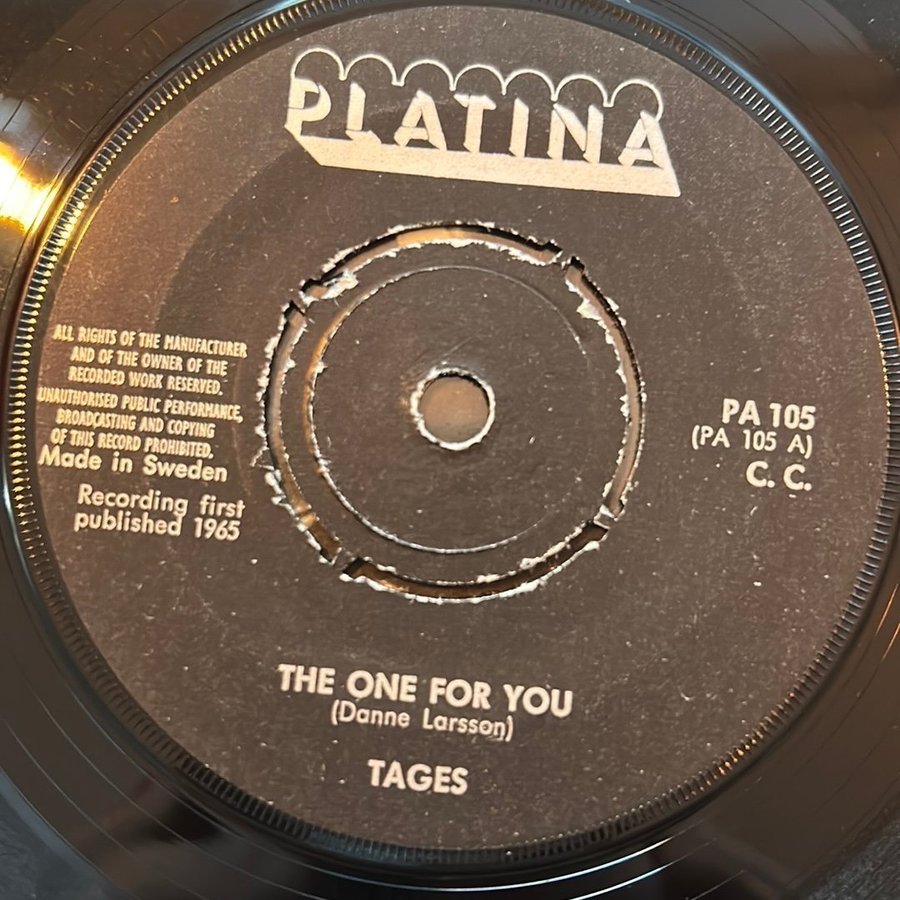 PLATINA
ALL RIGHTS OF THE MANUFACTURER
AND OF THE OWNER OF THE
RECORDED WORK RESERVED.
UNAUTHORISED PUBLIC PERFORMANCE,
BROADCASTING AND COPYING
OF THIS RECORD PROHIBITED.
Made in Sweden
Recording first
published 1965
PA 105
(PA 105 A)
C. C.
THE ONE FOR YOU
(Danne Larsson)
TAGES